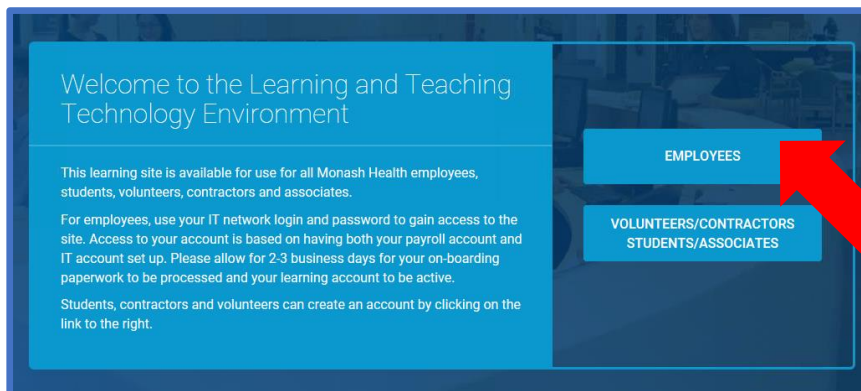 Welcome to the Learning and Teaching
Technology Environment
This learning site is available for use for all Monash Health employees,
students, volunteers, contractors and associates.
For employees, use your IT network login and password to gain access to the
site. Access to your account is based on having both your payroll account and
IT account set up. Please allow for 2-3 business days for your on-boarding
paperwork to be processed and your learning account to be active.
Students, contractors and volunteers can create an account by clicking on the
link to the right.
EMPLOYEES
VOLUNTEERS/CONTRACTORS
STUDENTS/ASSOCIATES